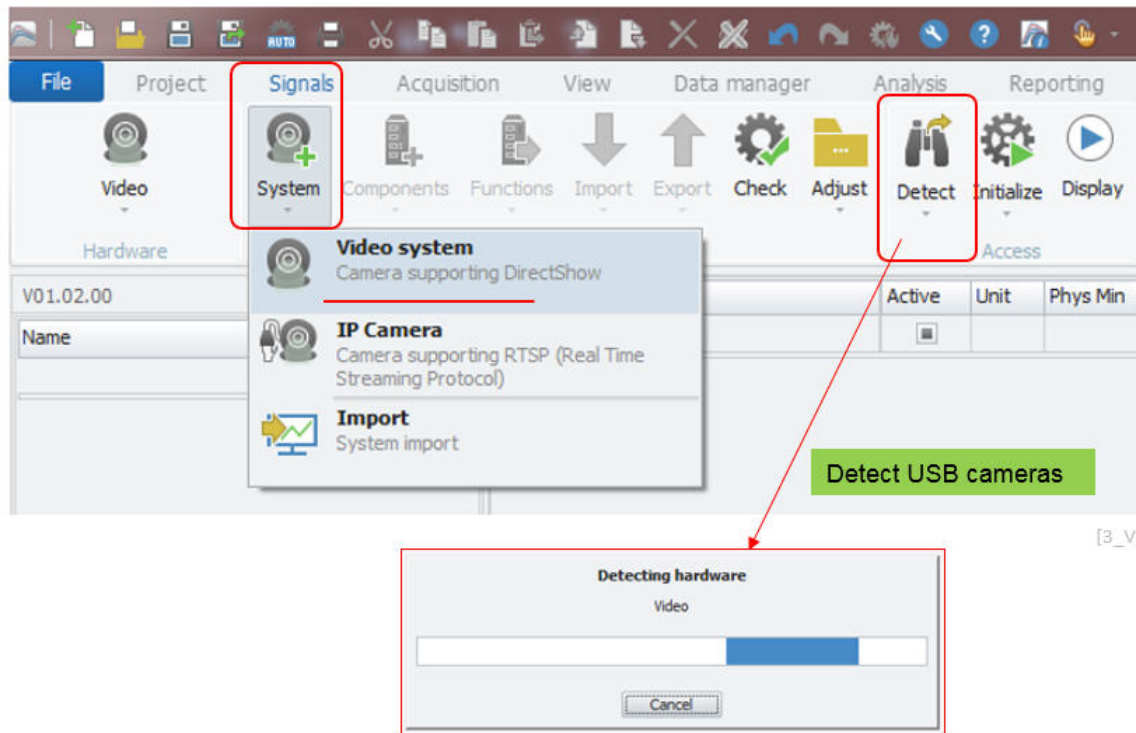 AUTO
File Project Signals Acquisition View Data manager Analysis Reporting
Video System Components Functions Import Export Check Adjust Detect Initialize Display
Hardware Access
Video system
Camera supporting DirectShow
V01.02.00 Active Unit Phys Min
Name
IP Camera
Camera supporting RTSP (Real Time
Streaming Protocol)
Import
System import
Detect USB cameras
[3_V
Detecting hardware
Video
Cancel